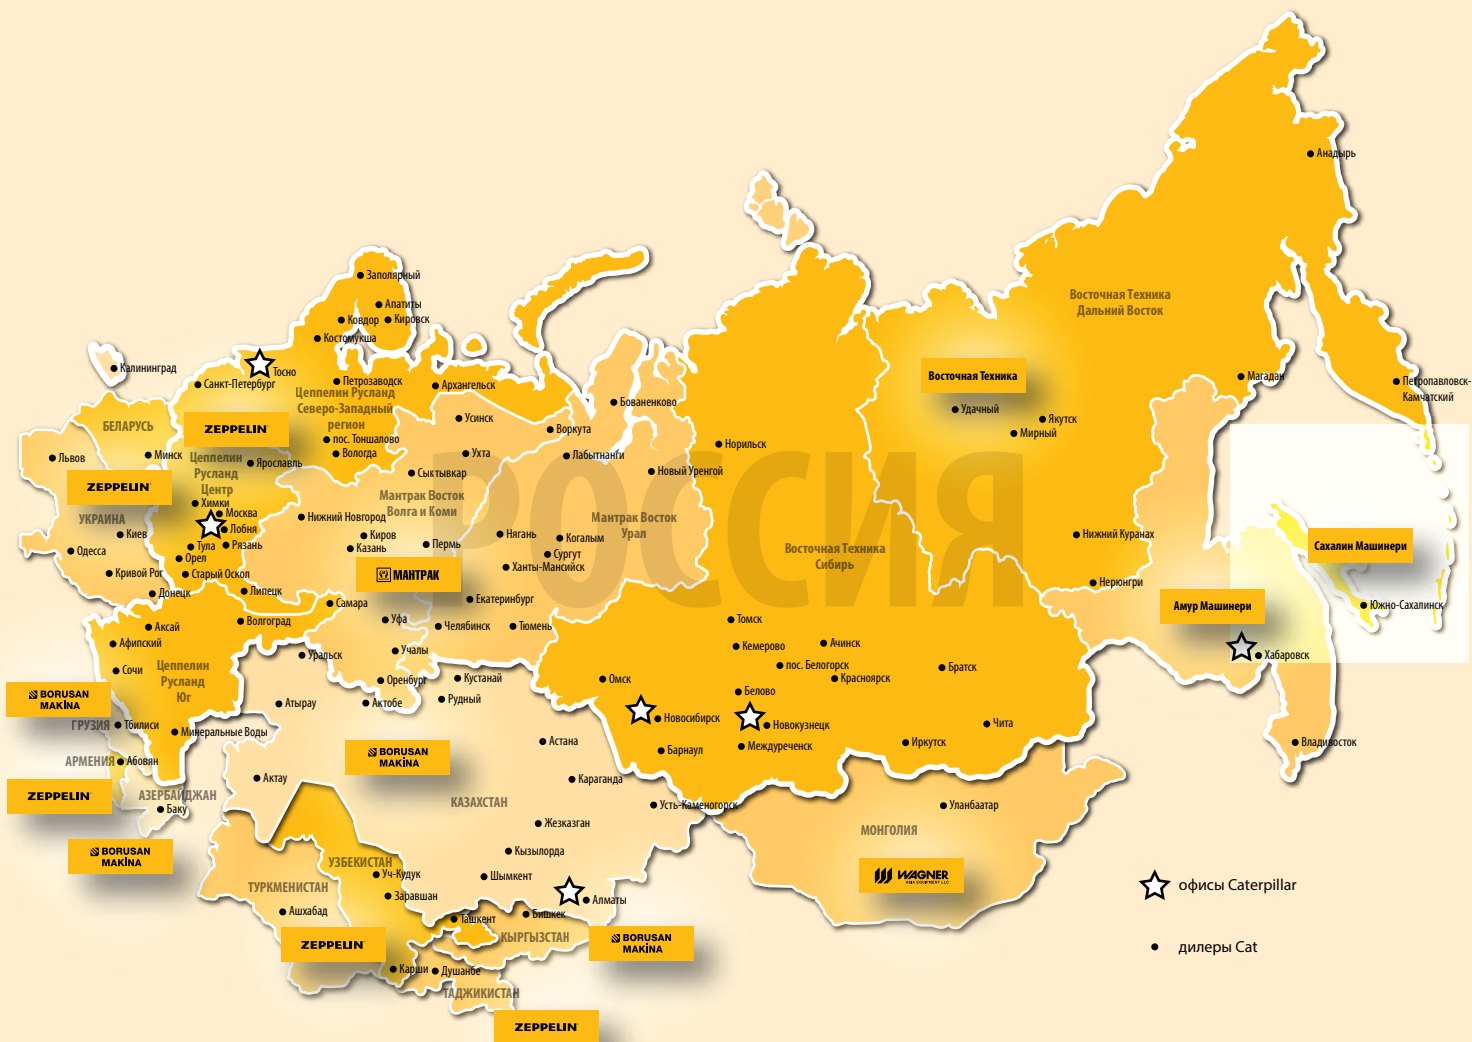 Анадырь
Заполярный
Апатиты
Ковдор
Кировск
Костомукша
Восточная Техника
Дальний Восток
Калининград
Тосно
Санкт-Петербург
Петрозаводск
Архангельск
Восточная Техника
Магадан
Петропавловск-
Камчатский
Цеппелин Русланд
Северо-Западный
регион
Бованенково
Удачный
Якутск
Мирный
БЕЛАРУСЬ
ZEPPELIN
Усинск
Воркута
пос. Тоншалово
Вологда
Норильск
Львов
Минск
Цеппелин
Русланд
Центр
Ярославль
Ухта
Лабытнанги
Сыктывкар
Новый Уренгой
РОССИЯ
ZEPPELIN
Химки
Москва
Лобня
Мантрак Восток
Волга и Коми
Нижний Новгород
Мантрак Восток
Урал
УКРАИНА
Киев
Одесса
Тула
Рязань
Орел
Киров
Казань
Пермь
Нягань
Когалым
Сургут
Ханты-Мансийск
Восточная Техника
Сибирь
Нижний Куранах
Сахалин Машинери
Кривой Рог
Старый Оскол
МАНТРАК
Нерюнгри
Донецк
Липецк
Самара
Екатеринбург
Амур Машинери
Южно-Сахалинск
Аксай
Волгоград
Уфа
Челябинск
Тюмень
Томск
Афипский
Учалы
Кемерово
Ачинск
Хабаровск
Сочи
Цеппелин
Русланд
Юг
Уральск
пос. Белогорск
Братск
Оренбург
Кустанай
Омск
Красноярск
BORUSAN
MAKİNA
Атырау
Актобе
Рудный
Белово
ГРУЗИЯ
Тбилиси
Минеральные Воды
Новосибирск
Новокузнецк
Чита
BORUSAN
MAKİNA
Астана
Барнаул
Междуреченск
Иркутск
Владивосток
АРМЕНИЯ
Абовян
Актау
Караганда
ZEPPELIN
АЗЕРБАЙДЖАН
Баку
КАЗАХСТАН
Усть-Каменогорск
Уланбаатар
Жезказган
МОНГОЛИЯ
BORUSAN
MAKİNA
Кызылорда
УЗБЕКИСТАН
Уч-Кудук
Шымкент
WAGNER
ASIA EQUIPMENT LLC
ТУРКМЕНИСТАН
Заравшан
Алматы
офисы Caterpillar
Ашхабад
Ташкент
Бишкек
КЫРГЫЗСТАН
ZEPPELIN
BORUSAN
MAKİNA
дилеры Cat
Карши
Душанбе
ТАДЖИКИСТАН
ZEPPELIN